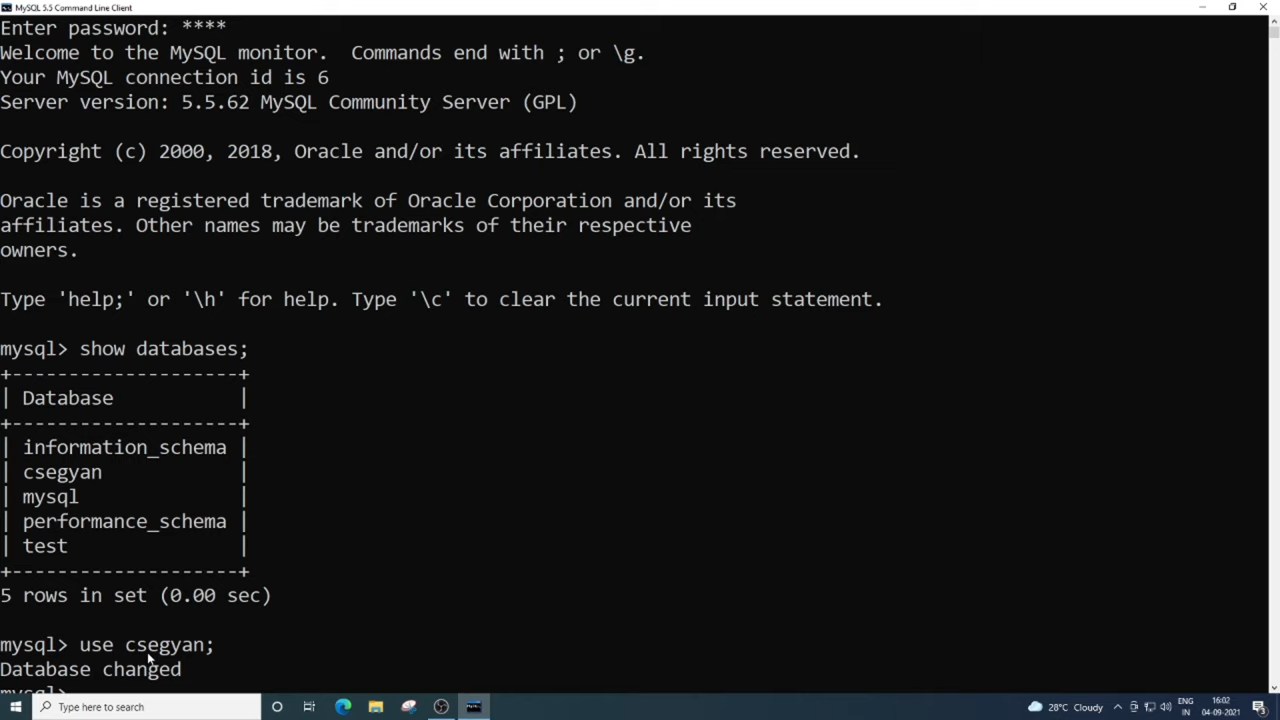 MySQL 5.5 Command Line Client
Enter password: ****
Welcome to the MySQL monitor.  Commands end with ; or \g.
Your MySQL connection id is 6
Server version: 5.5.62 MySQL Community Server (GPL)
Copyright (c) 2000, 2018, Oracle and/or its affiliates. All rights reserved.
Oracle is a registered trademark of Oracle Corporation and/or its
affiliates. Other names may be trademarks of their respective
owners.
Type 'help;' or '\h' for help. Type '\c' to clear the current input statement.
mysql> show databases;
+--------------------+
| Database           |
+--------------------+
| information_schema |
| csegyan            |
| mysql              |
| performance_schema |
| test               |
+--------------------+
5 rows in set (0.00 sec)
mysql> use csegyan;
Database changed
mysql>
Type here to search
28°C Cloudy
ENG
IN
16:02
04-09-2021
3